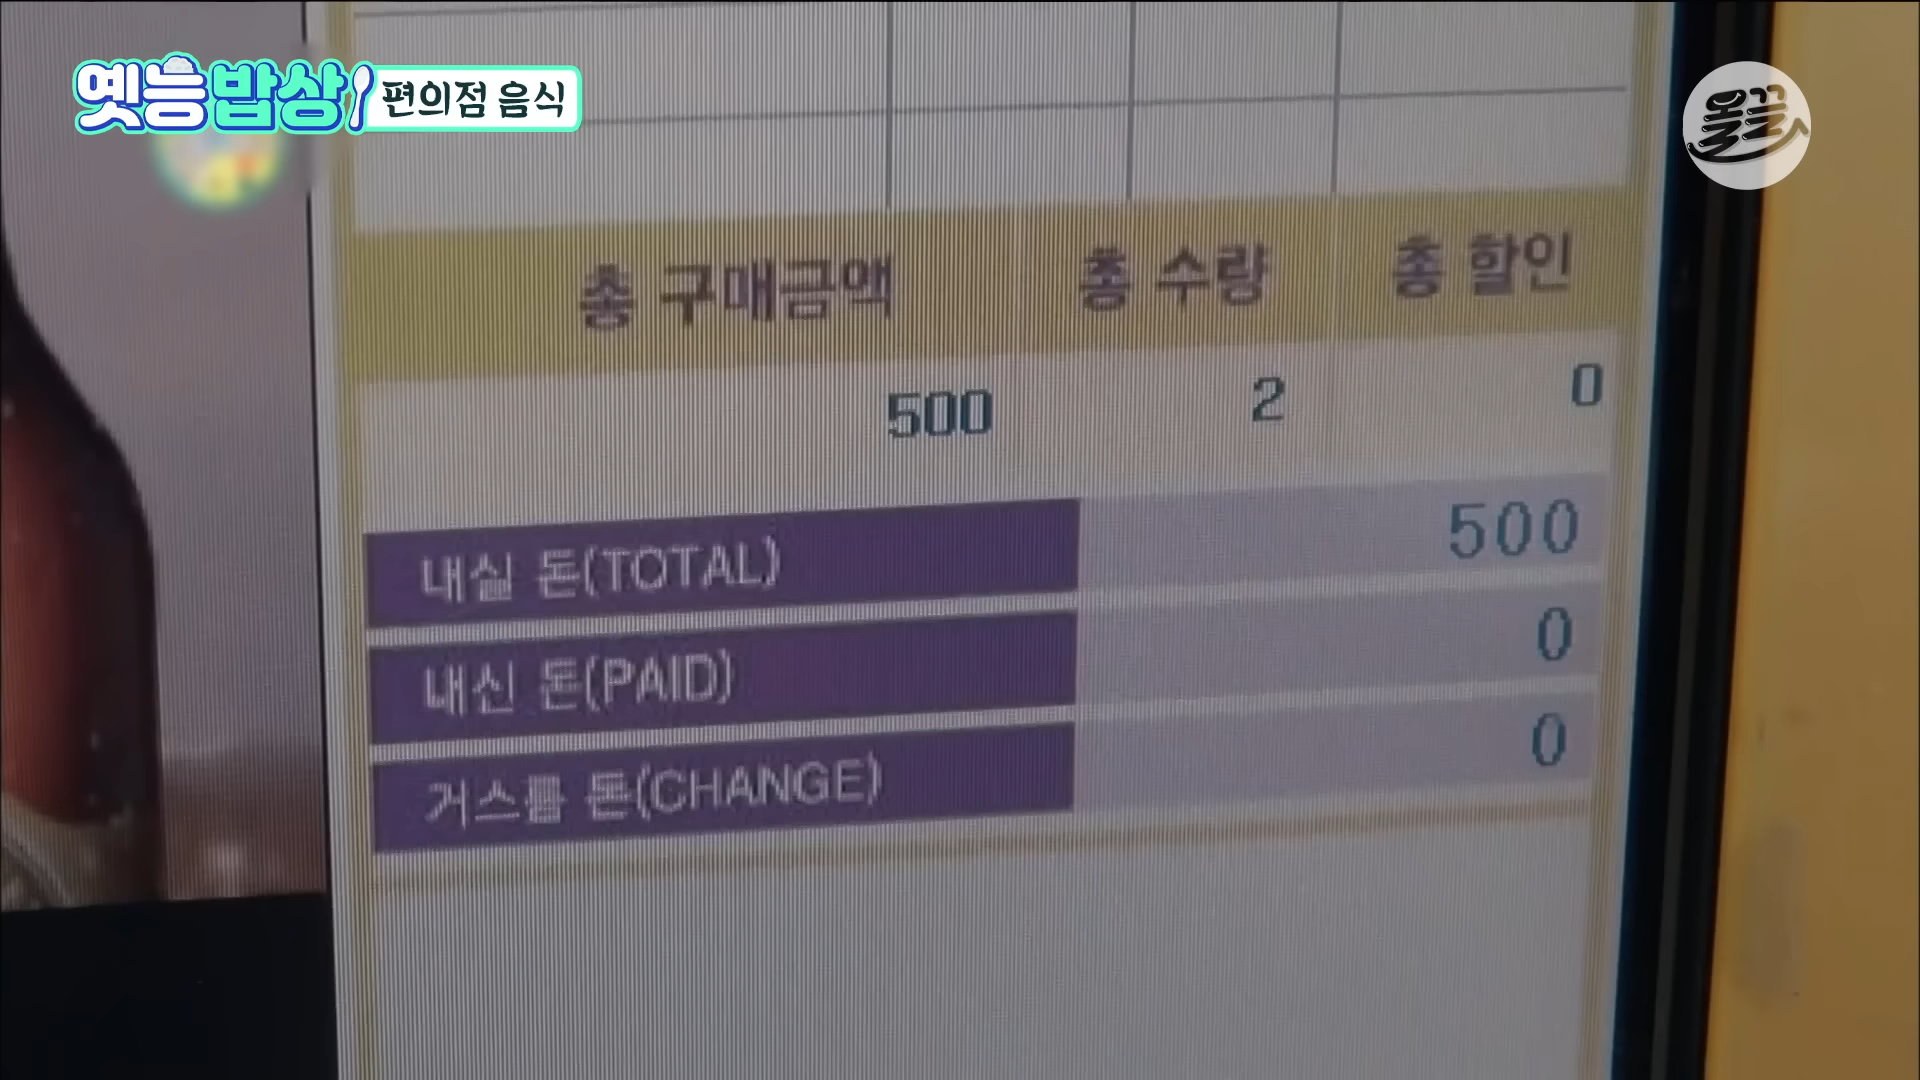 옛능밥상 편의점 음식
올끌
총 구매금액 총 수량 총 할인
500 2 0
내실 돈(TOTAL) 500
내신 돈(PAID) 0
거스름 돈(CHANGE) 0